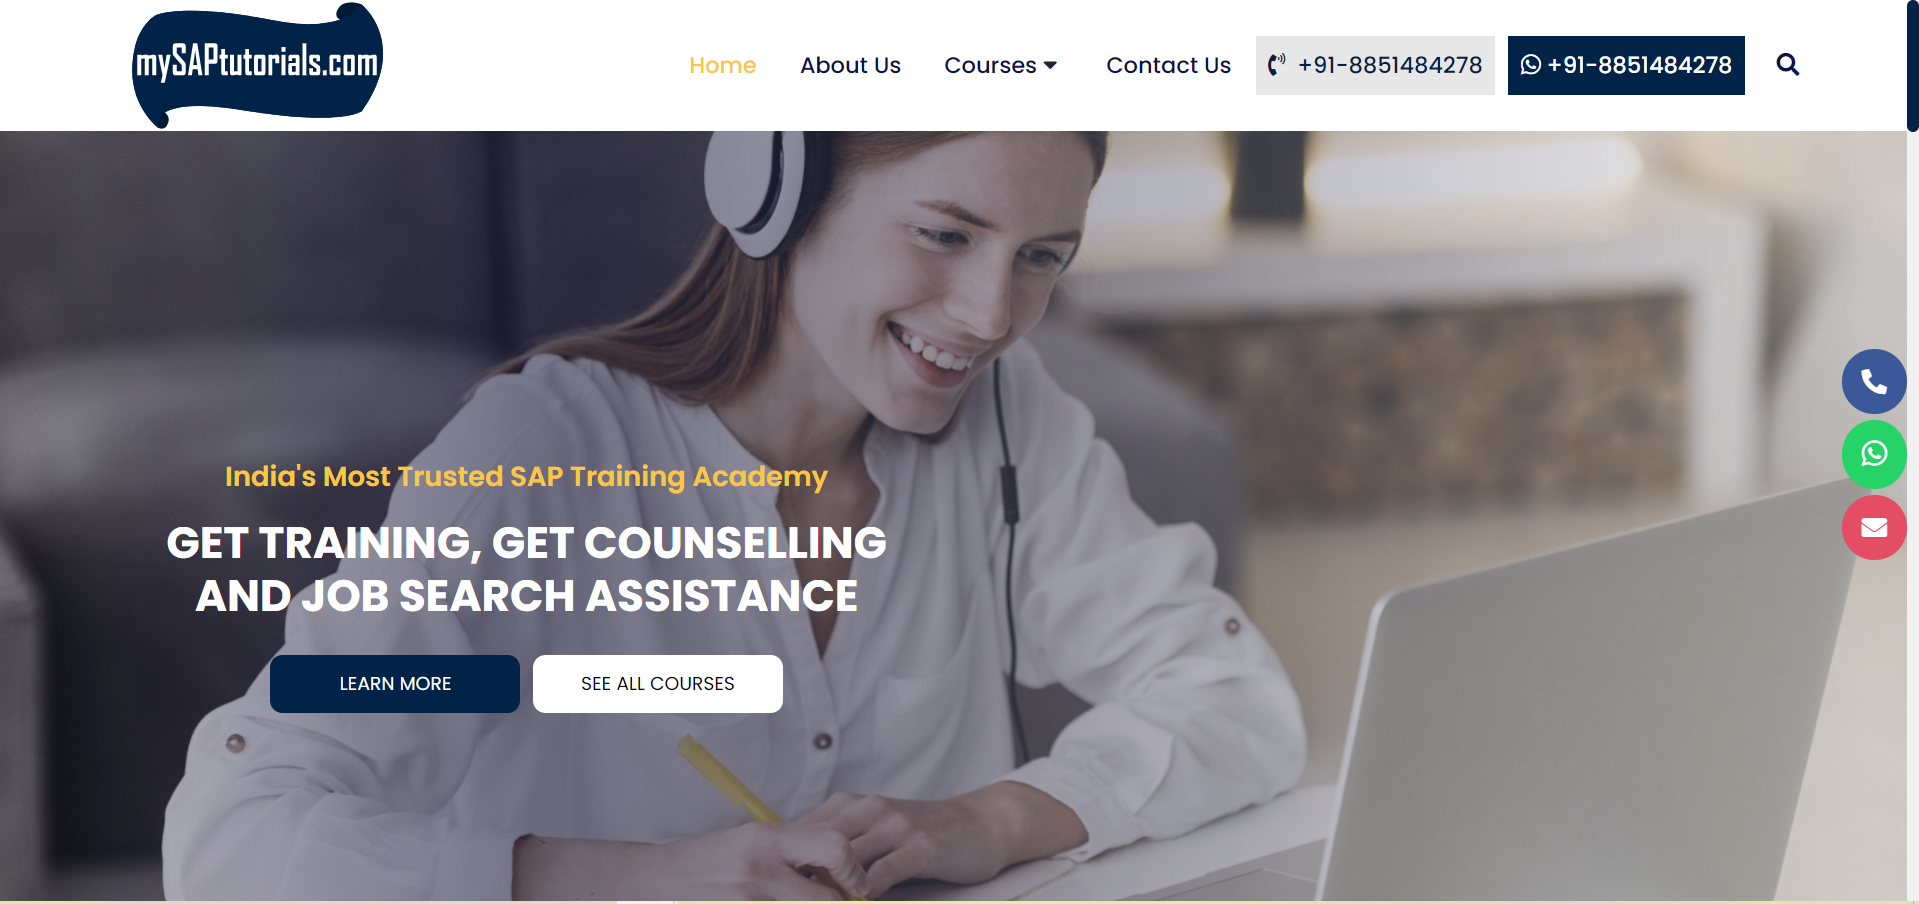 mySAPtutorials.com
Home
About Us
Courses
Contact Us
+91-8851484278
+91-8851484278
India's Most Trusted SAP Training Academy
GET TRAINING, GET COUNSELLING
AND JOB SEARCH ASSISTANCE
LEARN MORE
SEE ALL COURSES